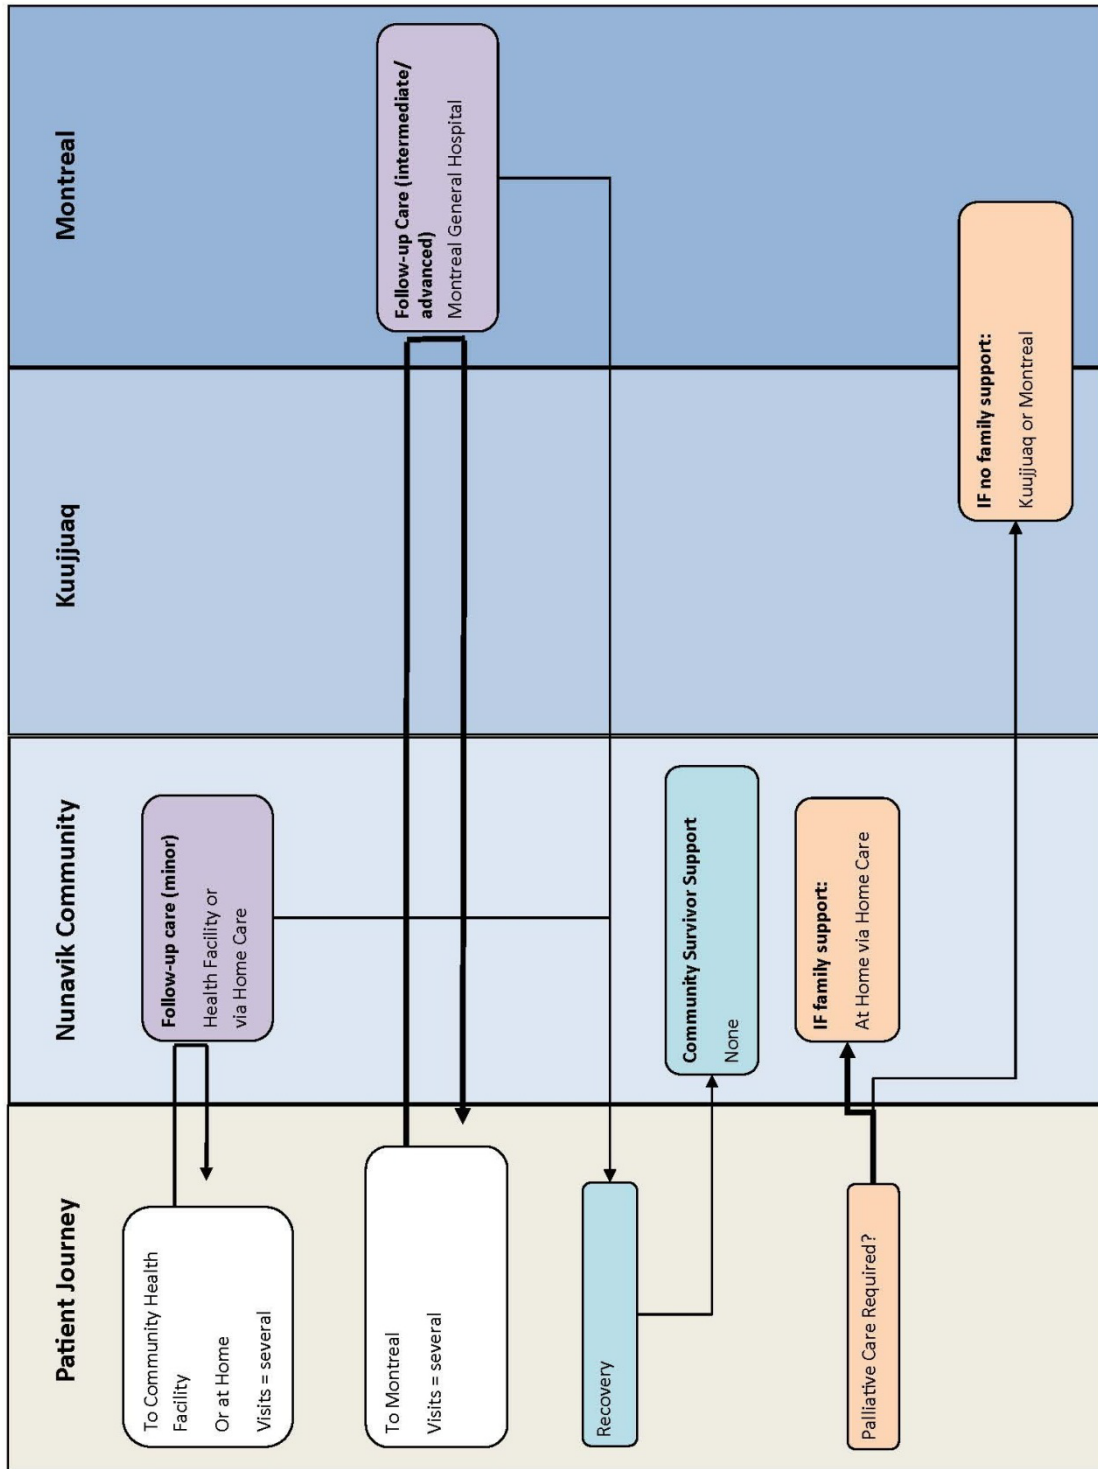 Patient Journey
Nunavik Community
Kuujjuaq
Montreal
To Community Health
Facility
Or at Home
Visits = several
Follow-up care (minor)
Health Facility or
via Home Care
To Montreal
Visits = several
Follow-up Care (intermediate/
advanced)
Montreal General Hospital
Recovery
Community Survivor Support
None
Palliative Care Required?
IF family support:
At Home via Home Care
IF no family support:
Kuujjuaq or Montreal